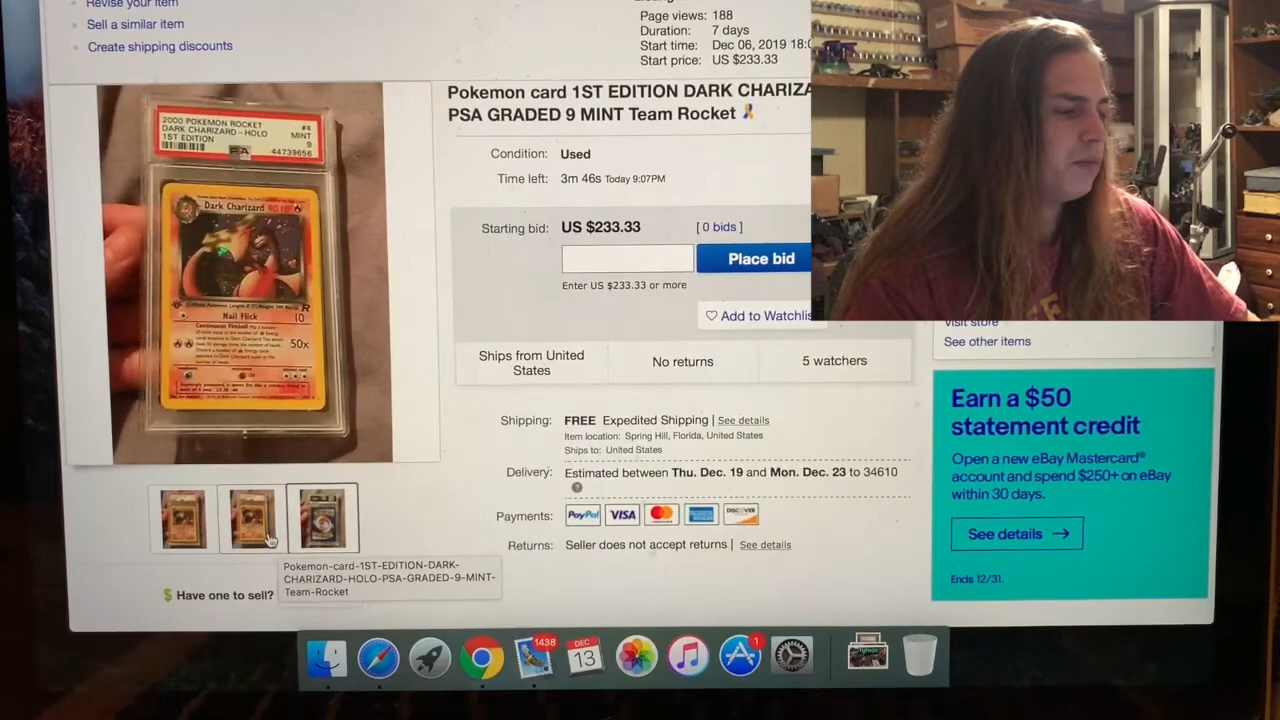 Revise your item
Sell a similar item
Create shipping discounts
Page views: 188
Duration: 7 days
Start time: Dec 06, 2019 18:0
Start price: US $233.33
2000 POKEMON ROCKET #4
DARK CHARIZARD - HOLO MINT
1ST EDITION 9
44739656
Dark Charizard 80 HP
Nail Flick 10
Continuous Fireball
50x
Pokemon card 1ST EDITION DARK CHARIZA
PSA GRADED 9 MINT Team Rocket
Condition: Used
Time left: 3m 46s Today 9:07PM
Starting bid: US $233.33 [ 0 bids ]
Place bid
Enter US $233.33 or more
Add to Watchlis
Ships from United
States
No returns
5 watchers
Shipping: FREE Expedited Shipping | See details
Item location: Spring Hill, Florida, United States
Ships to: United States
Delivery: Estimated between Thu. Dec. 19 and Mon. Dec. 23 to 34610
Payments: PayPal VISA MasterCard DISCOVER
Returns: Seller does not accept returns | See details
Pokemon-card-1ST-EDITION-DARK-
CHARIZARD-HOLO-PSA-GRADED-9-MINT-
Team-Rocket
Have one to sell?
Visit store
See other items
Earn a $50
statement credit
Open a new eBay Mastercard®
account and spend $250+ on eBay
within 30 days.
See details →
Ends 12/31.
1438
DEC
13
1